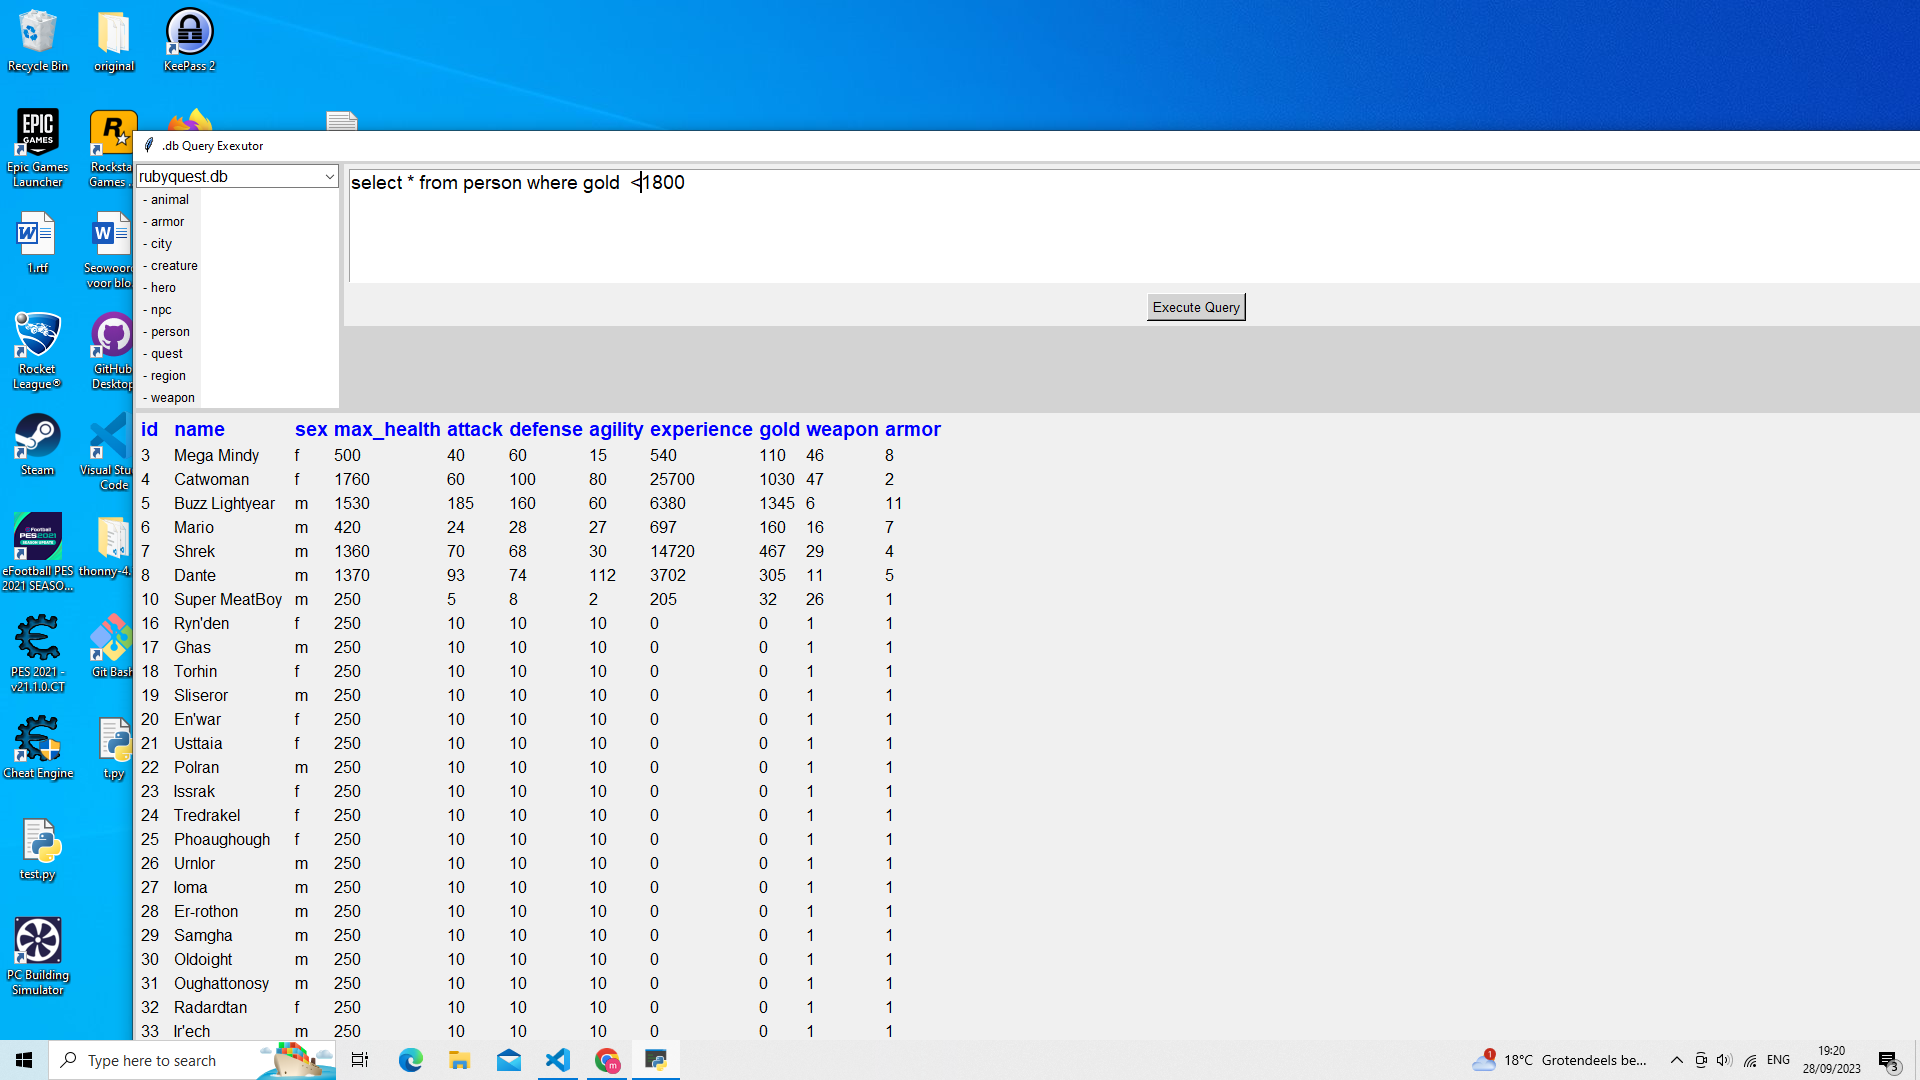 Recycle Bin
original
KeePass 2
Epic Games
Launcher
Rocksta
Games ...
1.rtf
Seowoor
voor blo.
Rocket
League®
GitHub
Desktop
Steam
Visual Stu
Code
eFootball PES
2021 SEASO...
thonny-4.
PES 2021 -
v21.1.0.CT
Git Bash
Cheat Engine
t.py
test.py
PC Building
Simulator
.db Query Exexutor
rubyquest.db
- animal
- armor
- city
- creature
- hero
- npc
- person
- quest
- region
- weapon
select * from person where gold  <1800
Execute Query
id name sex max_health attack defense agility experience gold weapon armor
3 Mega Mindy f 500 40 60 15 540 110 46 8
4 Catwoman f 1760 60 100 80 25700 1030 47 2
5 Buzz Lightyear m 1530 185 160 60 6380 1345 6 11
6 Mario m 420 24 28 27 697 160 16 7
7 Shrek m 1360 70 68 30 14720 467 29 4
8 Dante m 1370 93 74 112 3702 305 11 5
10 Super MeatBoy m 250 5 8 2 205 32 26 1
16 Ryn'den f 250 10 10 10 0 0 1 1
17 Ghas m 250 10 10 10 0 0 1 1
18 Torhin f 250 10 10 10 0 0 1 1
19 Sliseror m 250 10 10 10 0 0 1 1
20 En'war f 250 10 10 10 0 0 1 1
21 Usttaia f 250 10 10 10 0 0 1 1
22 Polran m 250 10 10 10 0 0 1 1
23 Issrak f 250 10 10 10 0 0 1 1
24 Tredrakel f 250 10 10 10 0 0 1 1
25 Phoaughough f 250 10 10 10 0 0 1 1
26 Urnlor m 250 10 10 10 0 0 1 1
27 Ioma m 250 10 10 10 0 0 1 1
28 Er-rothon m 250 10 10 10 0 0 1 1
29 Samgha m 250 10 10 10 0 0 1 1
30 Oldoight m 250 10 10 10 0 0 1 1
31 Oughattonosy m 250 10 10 10 0 0 1 1
32 Radardtan f 250 10 10 10 0 0 1 1
33 Ir'ech m 250 10 10 10 0 0 1 1
Type here to search
1
18°C Grotendeels be...
ENG
19:20
28/09/2023
3